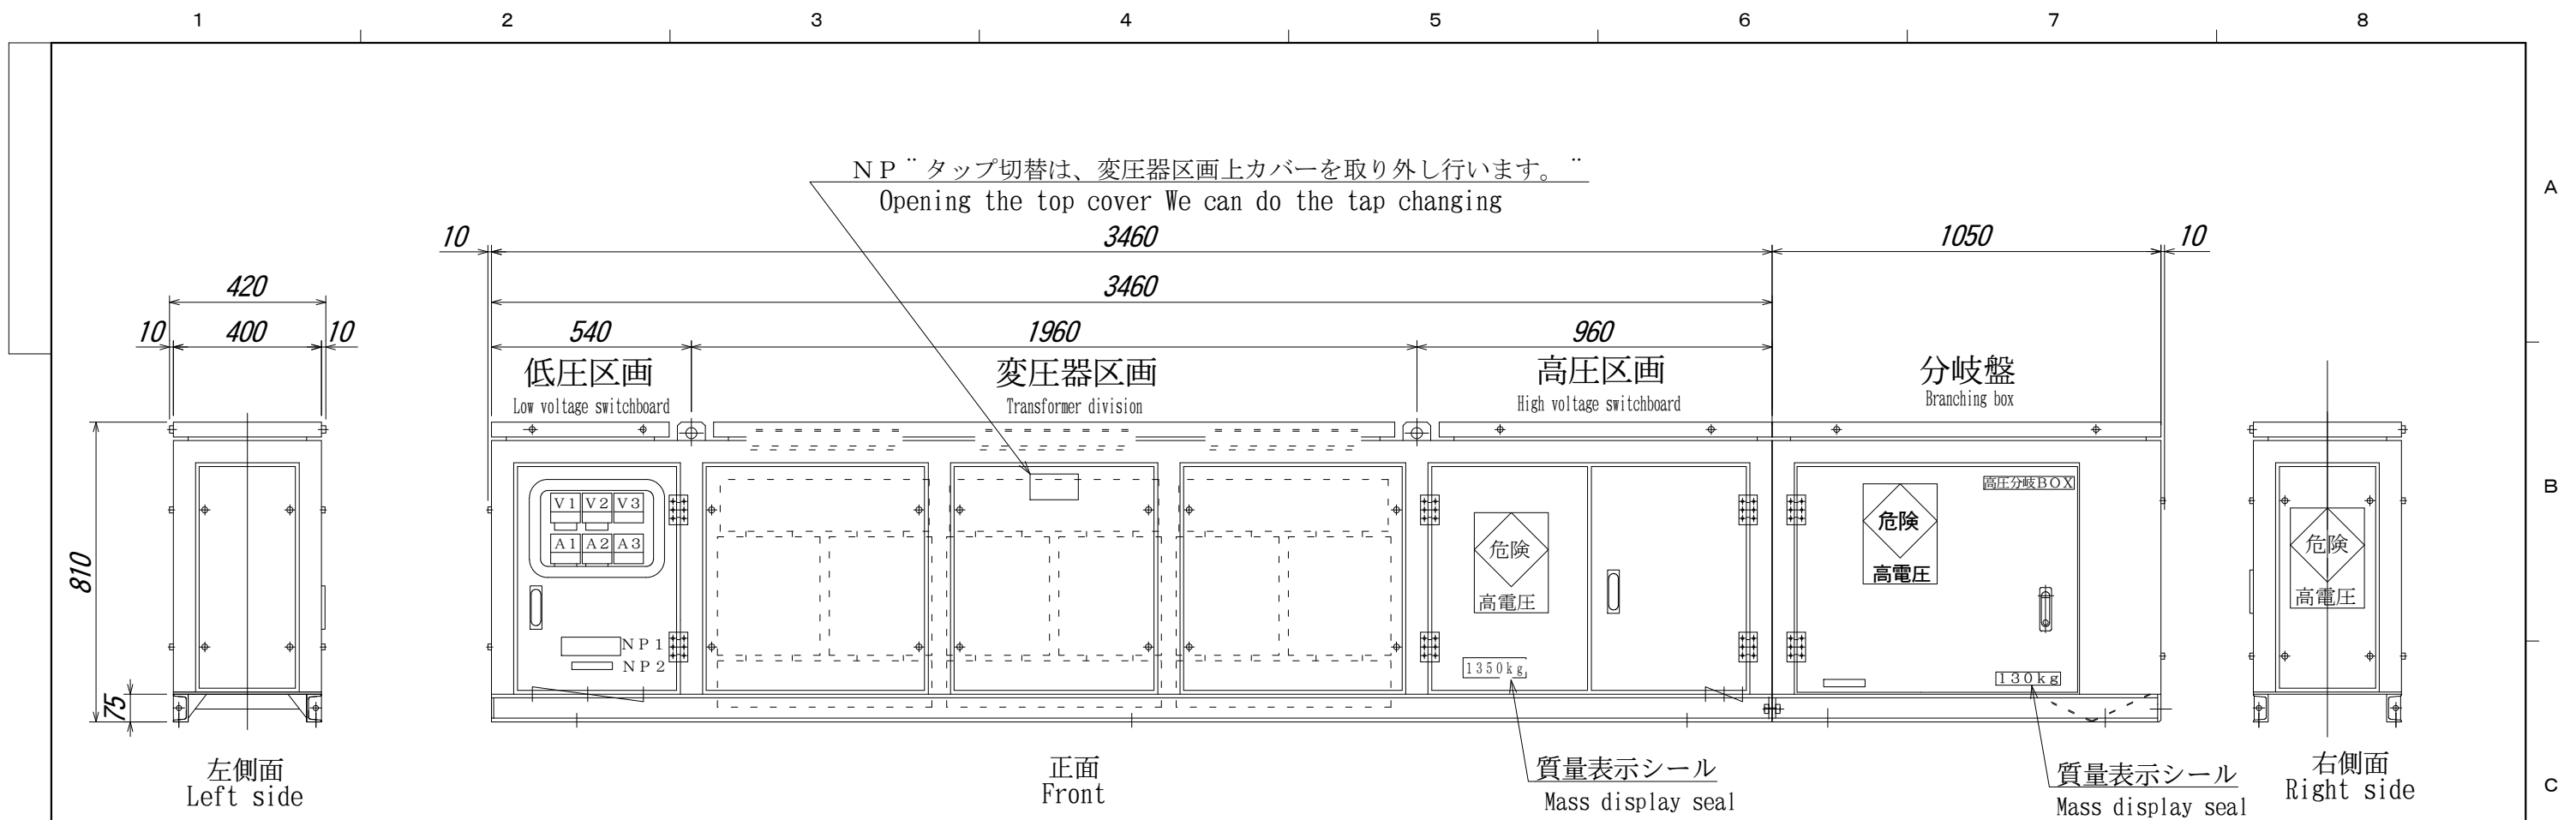 1 2 3 4 5 6 7 8
NP¨タップ切替は、変圧器区画上カバーを取り外し行います。¨
Opening the top cover We can do the tap changing
A
10 3460 1050 10
420
3460
10 400 10
540 1960 960
低圧区画
Low voltage switchboard
変圧器区画
Transformer division
高圧区画
High voltage switchboard
分岐盤
Branching box
B
810
75
V1 V2 V3
A1 A2 A3
NP1
NP2
危険
高電圧
1350kg
危険
高電圧
高圧分岐BOX
130kg
危険
高電圧
左側面
Left side
正面
Front
質量表示シール
Mass display seal
質量表示シール
Mass display seal
右側面
Right side
C